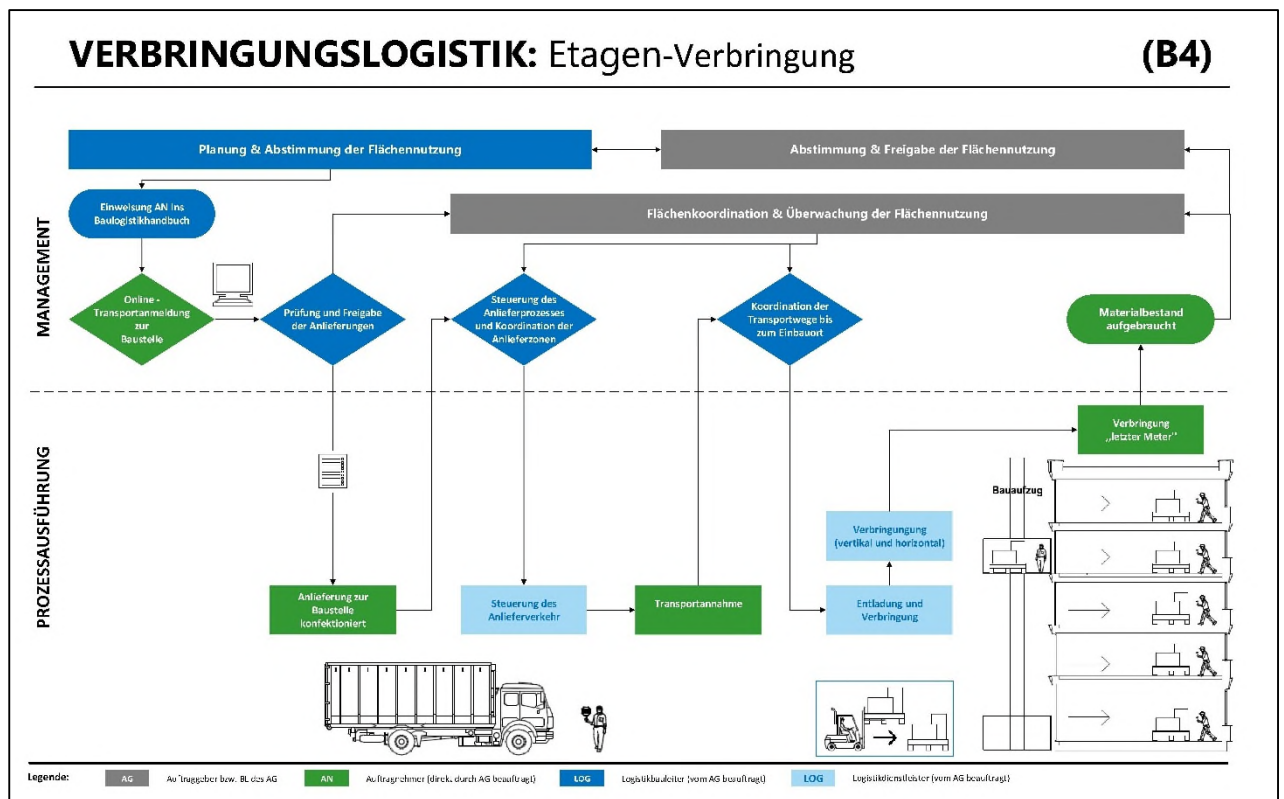 VERBRINGUNGSLOGISTIK: Etagen-Verbringung (B4)
MANAGEMENT
Planung & Abstimmung der Flächennutzung
Abstimmung & Freigabe der Flächennutzung
Einweisung AN ins
Baulogistikhandbuch
Flächenkoordination & Überwachung der Flächennutzung
Online -
Transportanmeldung
zur
Baustelle
Prüfung und Freigabe
der Anlieferungen
Steuerung des
Anlieferprozesses
und Koordination der
Anlieferzonen
Koordination der
Transportwege bis
zum Einbauort
Materialbestand
aufgebraucht
PROZESSAUSFÜHRUNG
Verbringung
„letzter Meter"
Bauaufzug
Verbringungung
(vertikal und horizontal)
Anlieferung zur
Baustelle
konfektioniert
Steuerung des
Anlieferverkehr
Transportannahme
Entladung und
Verbringung
Legende:
AG Auftraggeber bzw. BL des AG
AN Auftragnehmer (direkt durch AG beauftragt)
LOG Logistikbauleiter (vom AG beauftragt)
LOG Logistikdienstleister (vom AG beauftragt)